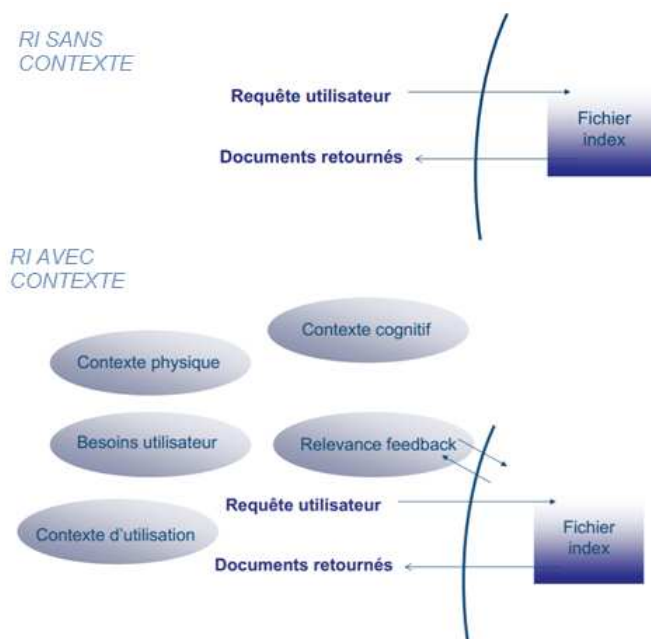 RI SANS
CONTEXTE
Requête utilisateur
Fichier
index
Documents retournés
RI AVEC
CONTEXTE
Contexte cognitif
Contexte physique
Besoins utilisateur
Relevance feedback
Requête utilisateur
Contexte d'utilisation
Fichier
index
Documents retournés